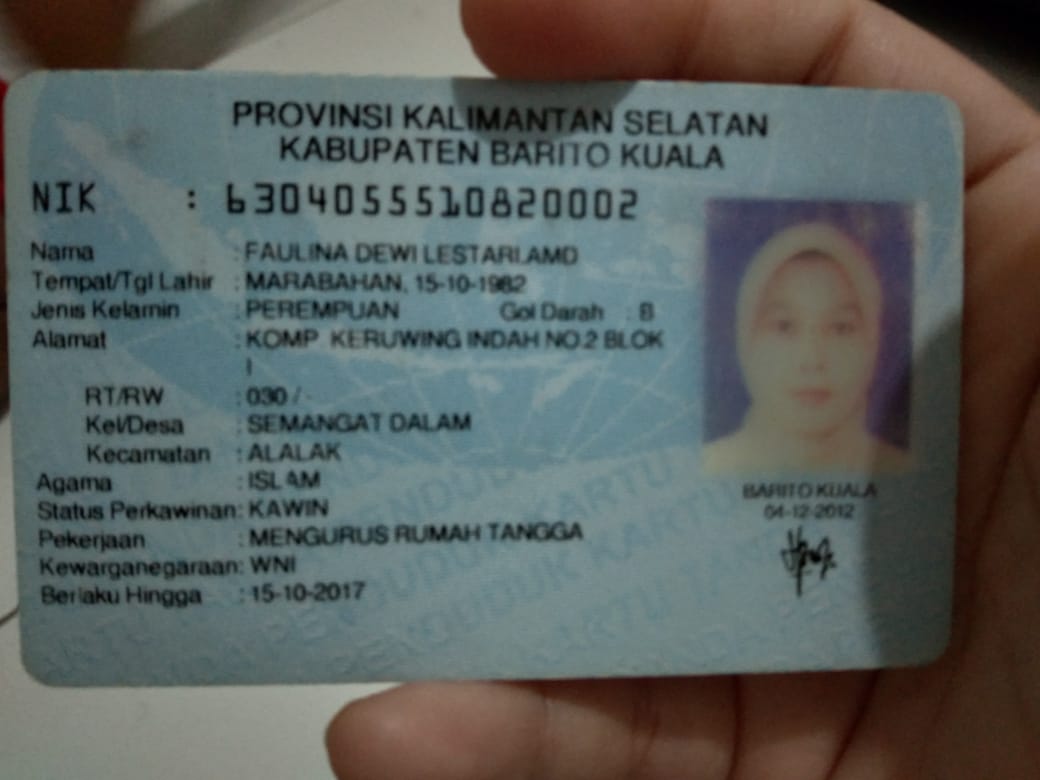 PROVINSI KALIMANTAN SELATAN
KABUPATEN BARITO KUALA
NIK : 6304055510820002
Nama : FAULINA DEWI LESTARI.AMD
Tempat/Tgl Lahir : MARABAHAN, 15-10-1982
Jenis Kelamin : PEREMPUAN Gol Darah : B
Alamat : KOMP KERUWING INDAH NO.2 BLOK
I
RT/RW : 030 / -
Kel/Desa : SEMANGAT DALAM
Kecamatan : ALALAK
Agama : ISLAM
Status Perkawinan: KAWIN
Pekerjaan : MENGURUS RUMAH TANGGA
Kewarganegaraan: WNI
Berlaku Hingga : 15-10-2017
BARITO KUALA
04-12-2012